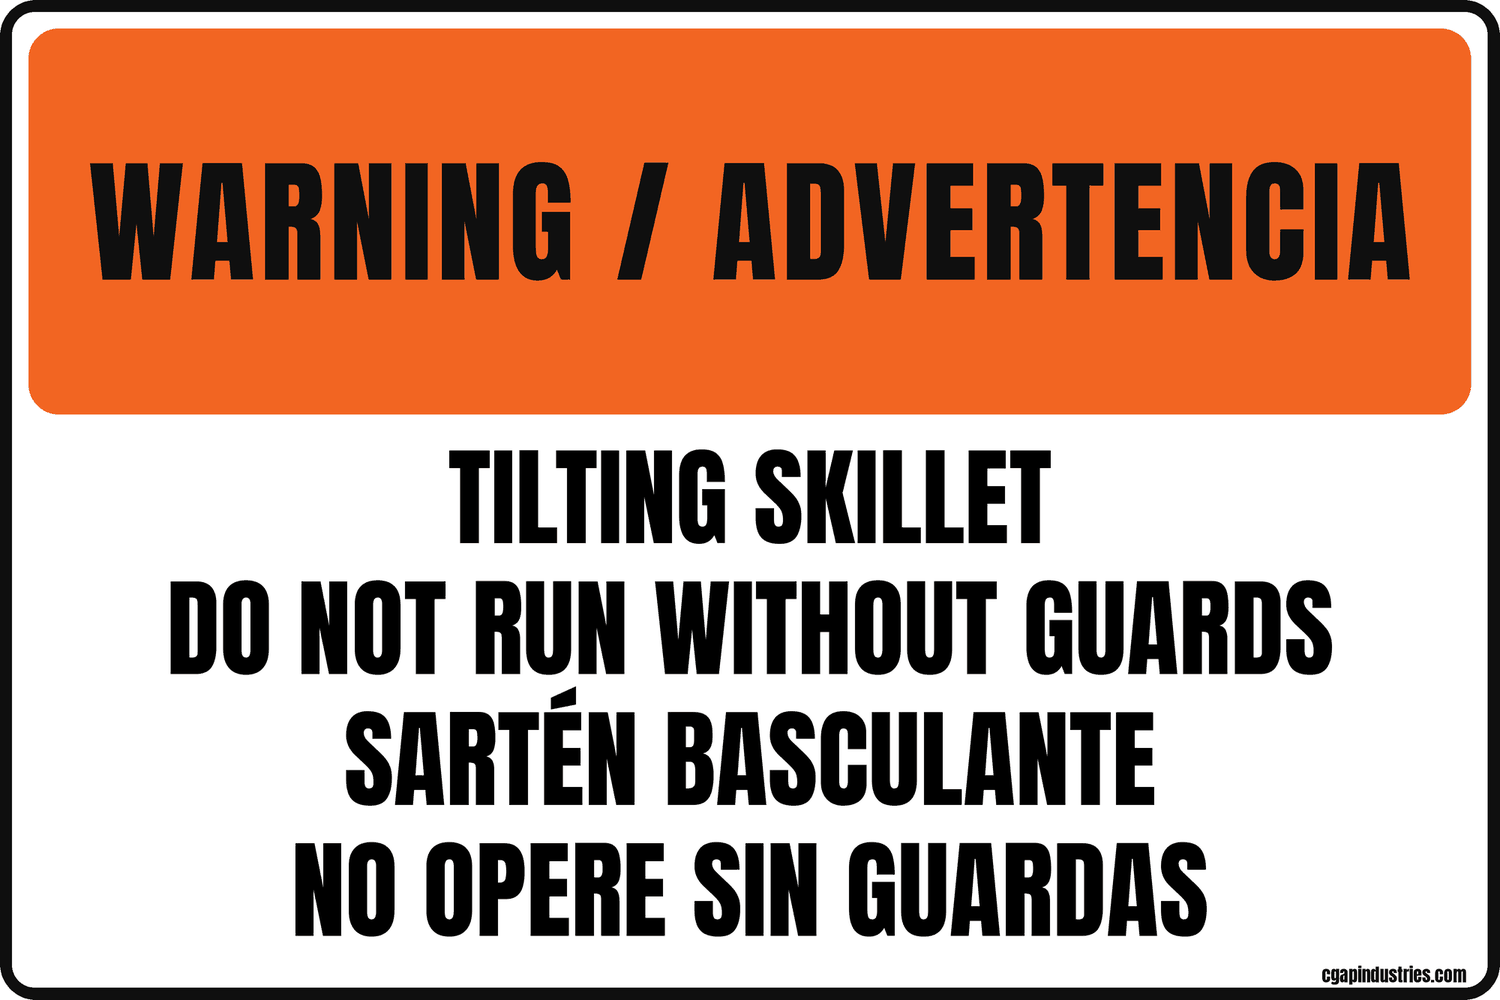 WARNING / ADVERTENCIA
TILTING SKILLET
DO NOT RUN WITHOUT GUARDS
SARTÉN BASCULANTE
NO OPERE SIN GUARDAS
cgapindustries.com